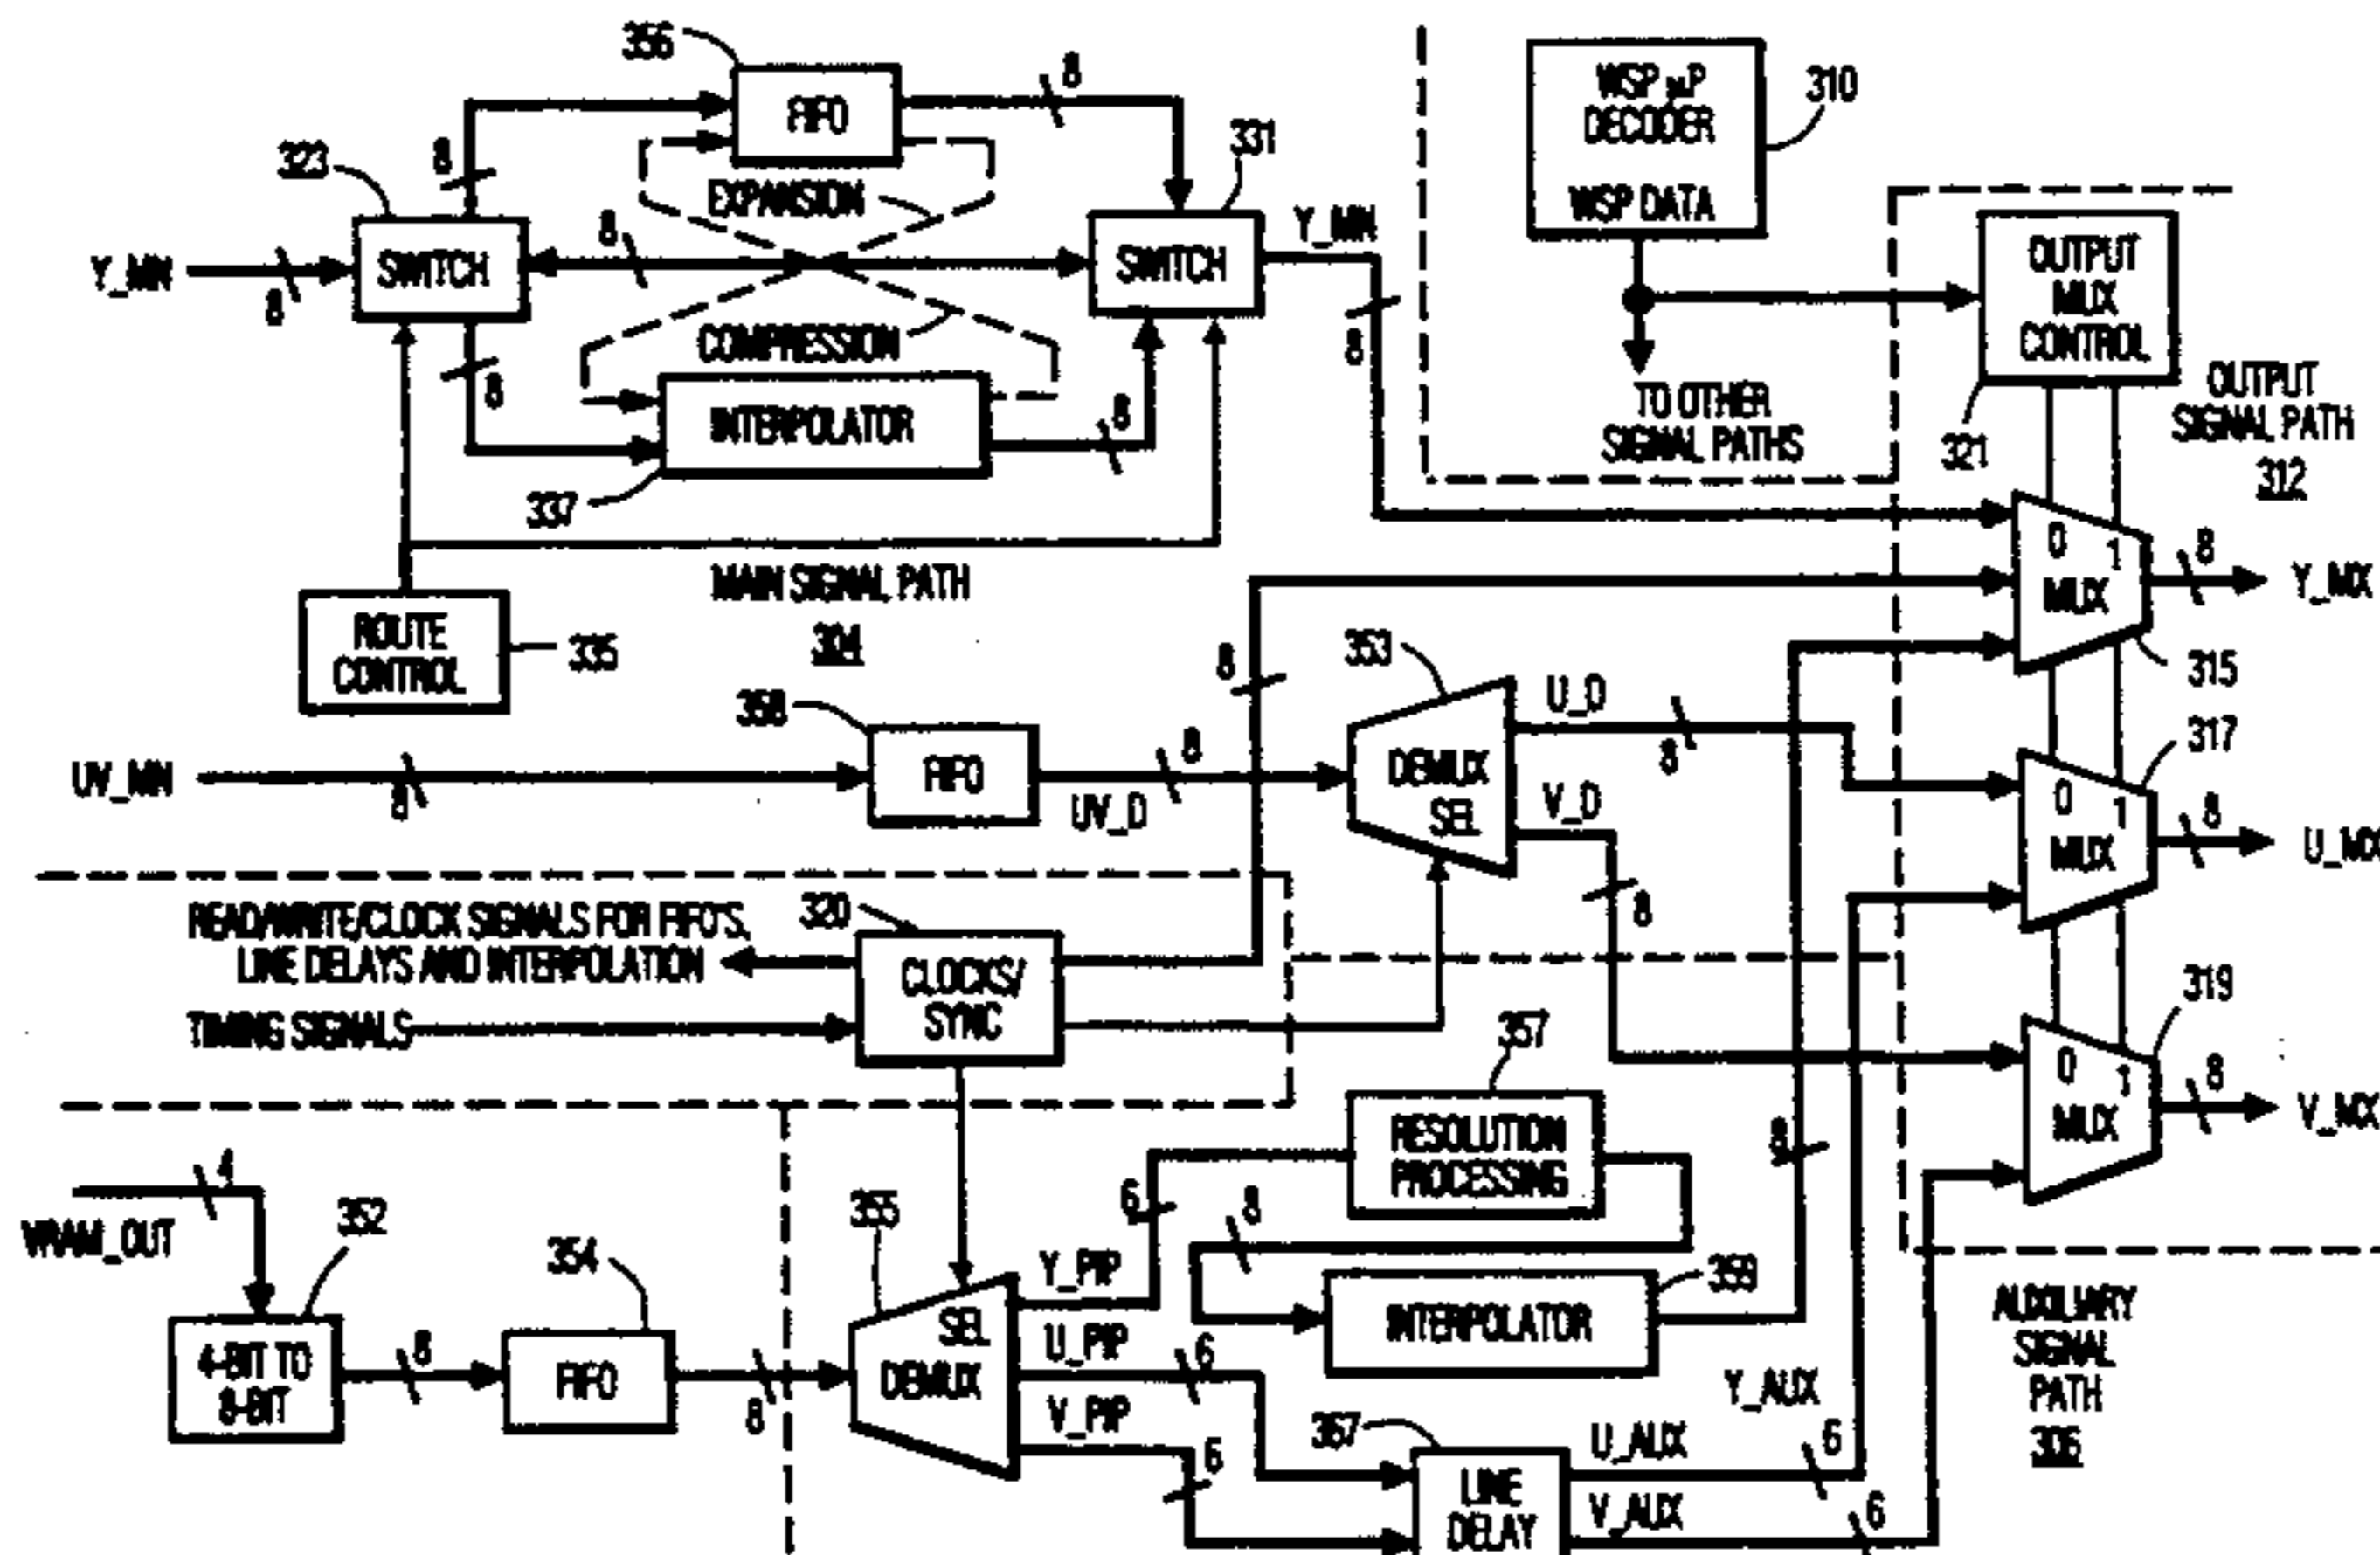 356
8
FIFO
WSP µP
DECODER
WSP DATA
310
323
8
331
EXPANSION
Y_MN
SWITCH
8
SWITCH
Y_MN
8
OUTPUT
MUX
CONTROL
COMPRESSION
8
8
INTERPOLATOR
8
TO OTHER
SIGNAL PATHS
321
OUTPUT
SIGNAL PATH
312
337
MAIN SIGNAL PATH
304
ROUTE
CONTROL
335
0
1
MUX
8
Y_MX
315
353
8
358
U_D
317
UV_MN
8
FIFO
8
UV_D
DEMUX
SEL
8
V_D
0
1
MUX
8
U_MX
READ/WRITE/CLOCK SIGNALS FOR FIFO'S,
LINE DELAYS AND INTERPOLATION
320
8
CLOCKS/
SYNC
TIMING SIGNALS
319
357
0
1
MUX
8
V_MX
RESOLUTION
PROCESSING
8
4
VRAM_OUT
352
354
355
6
8
Y_PIP
359
4-BIT TO
8-BIT
8
FIFO
8
SEL
DEMUX
U_PIP
6
INTERPOLATOR
AUXILIARY
SIGNAL
PATH
306
V_PIP
6
Y_AUX
367
U_AUX
6
LINE
DELAY
V_AUX
6